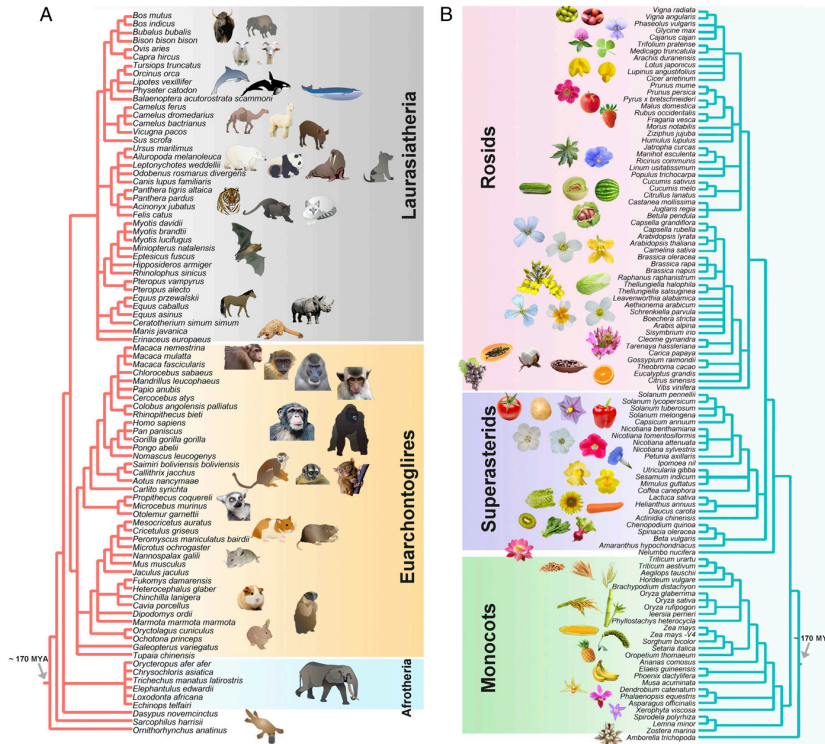 A
Bos mutus
Bos indicus
Bubalus bubalis
Bison bison bison
Ovis aries
Capra hircus
Tursiops truncatus
Orcinus orca
Lipotes vexillifer
Physeter catodon
Balaenoptera acutorostrata scammoni
Camelus ferus
Camelus dromedarius
Camelus bactrianus
Vicugna pacos
Sus scrofa
Ursus maritimus
Ailuropoda melanoleuca
Leptonychotes weddellii
Odobenus rosmarus divergens
Canis lupus familiaris
Panthera tigris altaica
Panthera pardus
Acinonyx jubatus
Felis catus
Myotis davidii
Myotis brandtii
Myotis lucifugus
Miniopterus natalensis
Eptesicus fuscus
Hipposideros armiger
Rhinolophus sinicus
Pteropus vampyrus
Pteropus alecto
Equus przewalskii
Equus caballus
Equus asinus
Ceratotherium simum simum
Manis javanica
Erinaceus europaeus
Laurasiatheria
Macaca nemestrina
Macaca mulatta
Macaca fascicularis
Chlorocebus sabaeus
Mandrillus leucophaeus
Papio anubis
Cercocebus atys
Colobus angolensis palliatus
Rhinopithecus bieti
Homo sapiens
Pan paniscus
Gorilla gorilla gorilla
Pongo abelii
Nomascus leucogenys
Saimiri boliviensis boliviensis
Callithrix jacchus
Aotus nancymaae
Carlito syrichta
Propithecus coquereli
Microcebus murinus
Otolemur garnettii
Mesocricetus auratus
Cricetulus griseus
Peromyscus maniculatus bairdii
Microtus ochrogaster
Nannospalax galili
Mus musculus
Jaculus jaculus
Fukomys damarensis
Heterocephalus glaber
Chinchilla lanigera
Cavia porcellus
Dipodomys ordii
Marmota marmota marmota
Oryctolagus cuniculus
Ochotona princeps
Galeopterus variegatus
Tupaia chinensis
Euarchontoglires
~ 170 MYA
Orycteropus afer afer
Chrysochloris asiatica
Trichechus manatus latirostris
Elephantulus edwardii
Loxodonta africana
Echinops telfairi
Afrotheria
Dasypus novemcinctus
Sarcophilus harrisii
Ornithorhynchus anatinus
B
Vigna radiata
Vigna angularis
Phaseolus vulgaris
Glycine max
Cajanus cajan
Trifolium pratense
Medicago truncatula
Arachis duranensis
Lotus japonicus
Lupinus angustifolius
Cicer arietinum
Prunus mume
Prunus persica
Pyrus x bretschneideri
Malus domestica
Rubus occidentalis
Fragaria vesca
Morus notabilis
Ziziphus jujuba
Humulus lupulus
Jatropha curcas
Manihot esculenta
Ricinus communis
Linum usitatissimum
Populus trichocarpa
Cucumis sativus
Cucumis melo
Citrullus lanatus
Castanea mollissima
Juglans regia
Betula pendula
Capsella grandiflora
Capsella rubella
Arabidopsis lyrata
Arabidopsis thaliana
Camelina sativa
Brassica oleracea
Brassica rapa
Brassica napus
Raphanus raphanistrum
Thellungiella halophila
Thellungiella salsuginea
Leavenworthia alabamica
Aethionema arabicum
Schrenkiella parvula
Boechera stricta
Arabis alpina
Sisymbrium irio
Cleome gynandra
Tarenaya hassleriana
Carica papaya
Gossypium raimondii
Theobroma cacao
Eucalyptus grandis
Citrus sinensis
Vitis vinifera
Rosids
Solanum pennelii
Solanum lycopersicum
Solanum tuberosum
Solanum melongena
Capsicum annuum
Nicotiana benthamiana
Nicotiana tomentosiformis
Nicotiana attenuata
Nicotiana sylvestris
Petunia axillaris
Ipomoea nil
Utricularia gibba
Sesamum indicum
Mimulus guttatus
Coffea canephora
Lactuca sativa
Helianthus annuus
Daucus carota
Actinidia chinensis
Chenopodium quinoa
Spinacia oleracea
Beta vulgaris
Amaranthus hypochondriacus
Nelumbo nucifera
Superasterids
Triticum urartu
Triticum aestivum
Aegilops tauschii
Hordeum vulgare
Brachypodium distachyon
Oryza glaberrima
Oryza sativa
Oryza rufipogon
leersia perrieri
Phyllostachys heterocycla
Zea mays
Zea mays -V4
Sorghum bicolor
Setaria italica
Oropetium thomaeum
Ananas comosus
Elaeis guineensis
Phoenix dactylifera
Musa acuminata
Dendrobium catenatum
Phalaenopsis equestris
Asparagus officinalis
Xerophyta viscosa
Spirodela polyrhiza
Lemna minor
Zostera marina
Amborella trichopoda
Monocots
~ 170 MYA